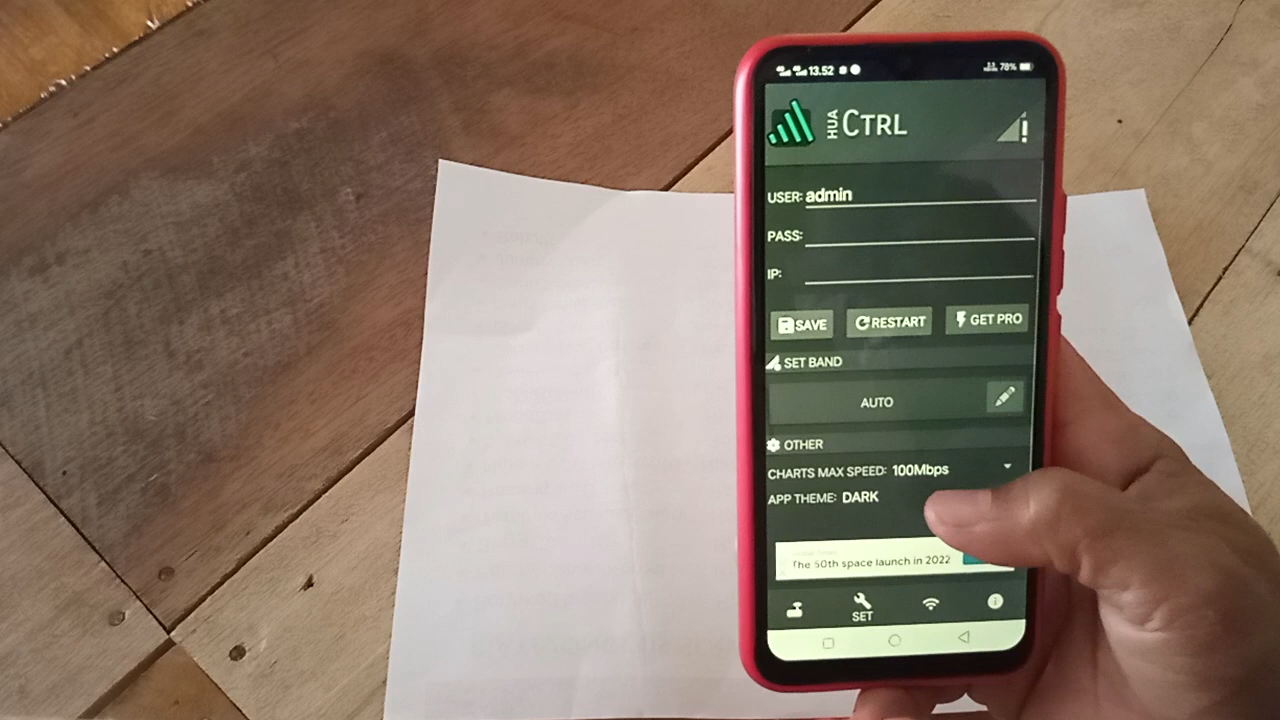 13.52
78%
HUA CTRL
USER: admin
PASS:
IP:
SAVE RESTART GET PRO
SET BAND
AUTO
OTHER
CHARTS MAX SPEED: 100Mbps
APP THEME: DARK
The 50th space launch in 2022
SET